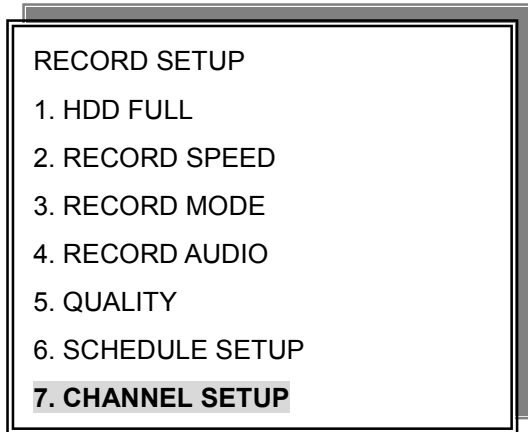 RECORD SETUP
1. HDD FULL
2. RECORD SPEED
3. RECORD MODE
4. RECORD AUDIO
5. QUALITY
6. SCHEDULE SETUP
7. CHANNEL SETUP